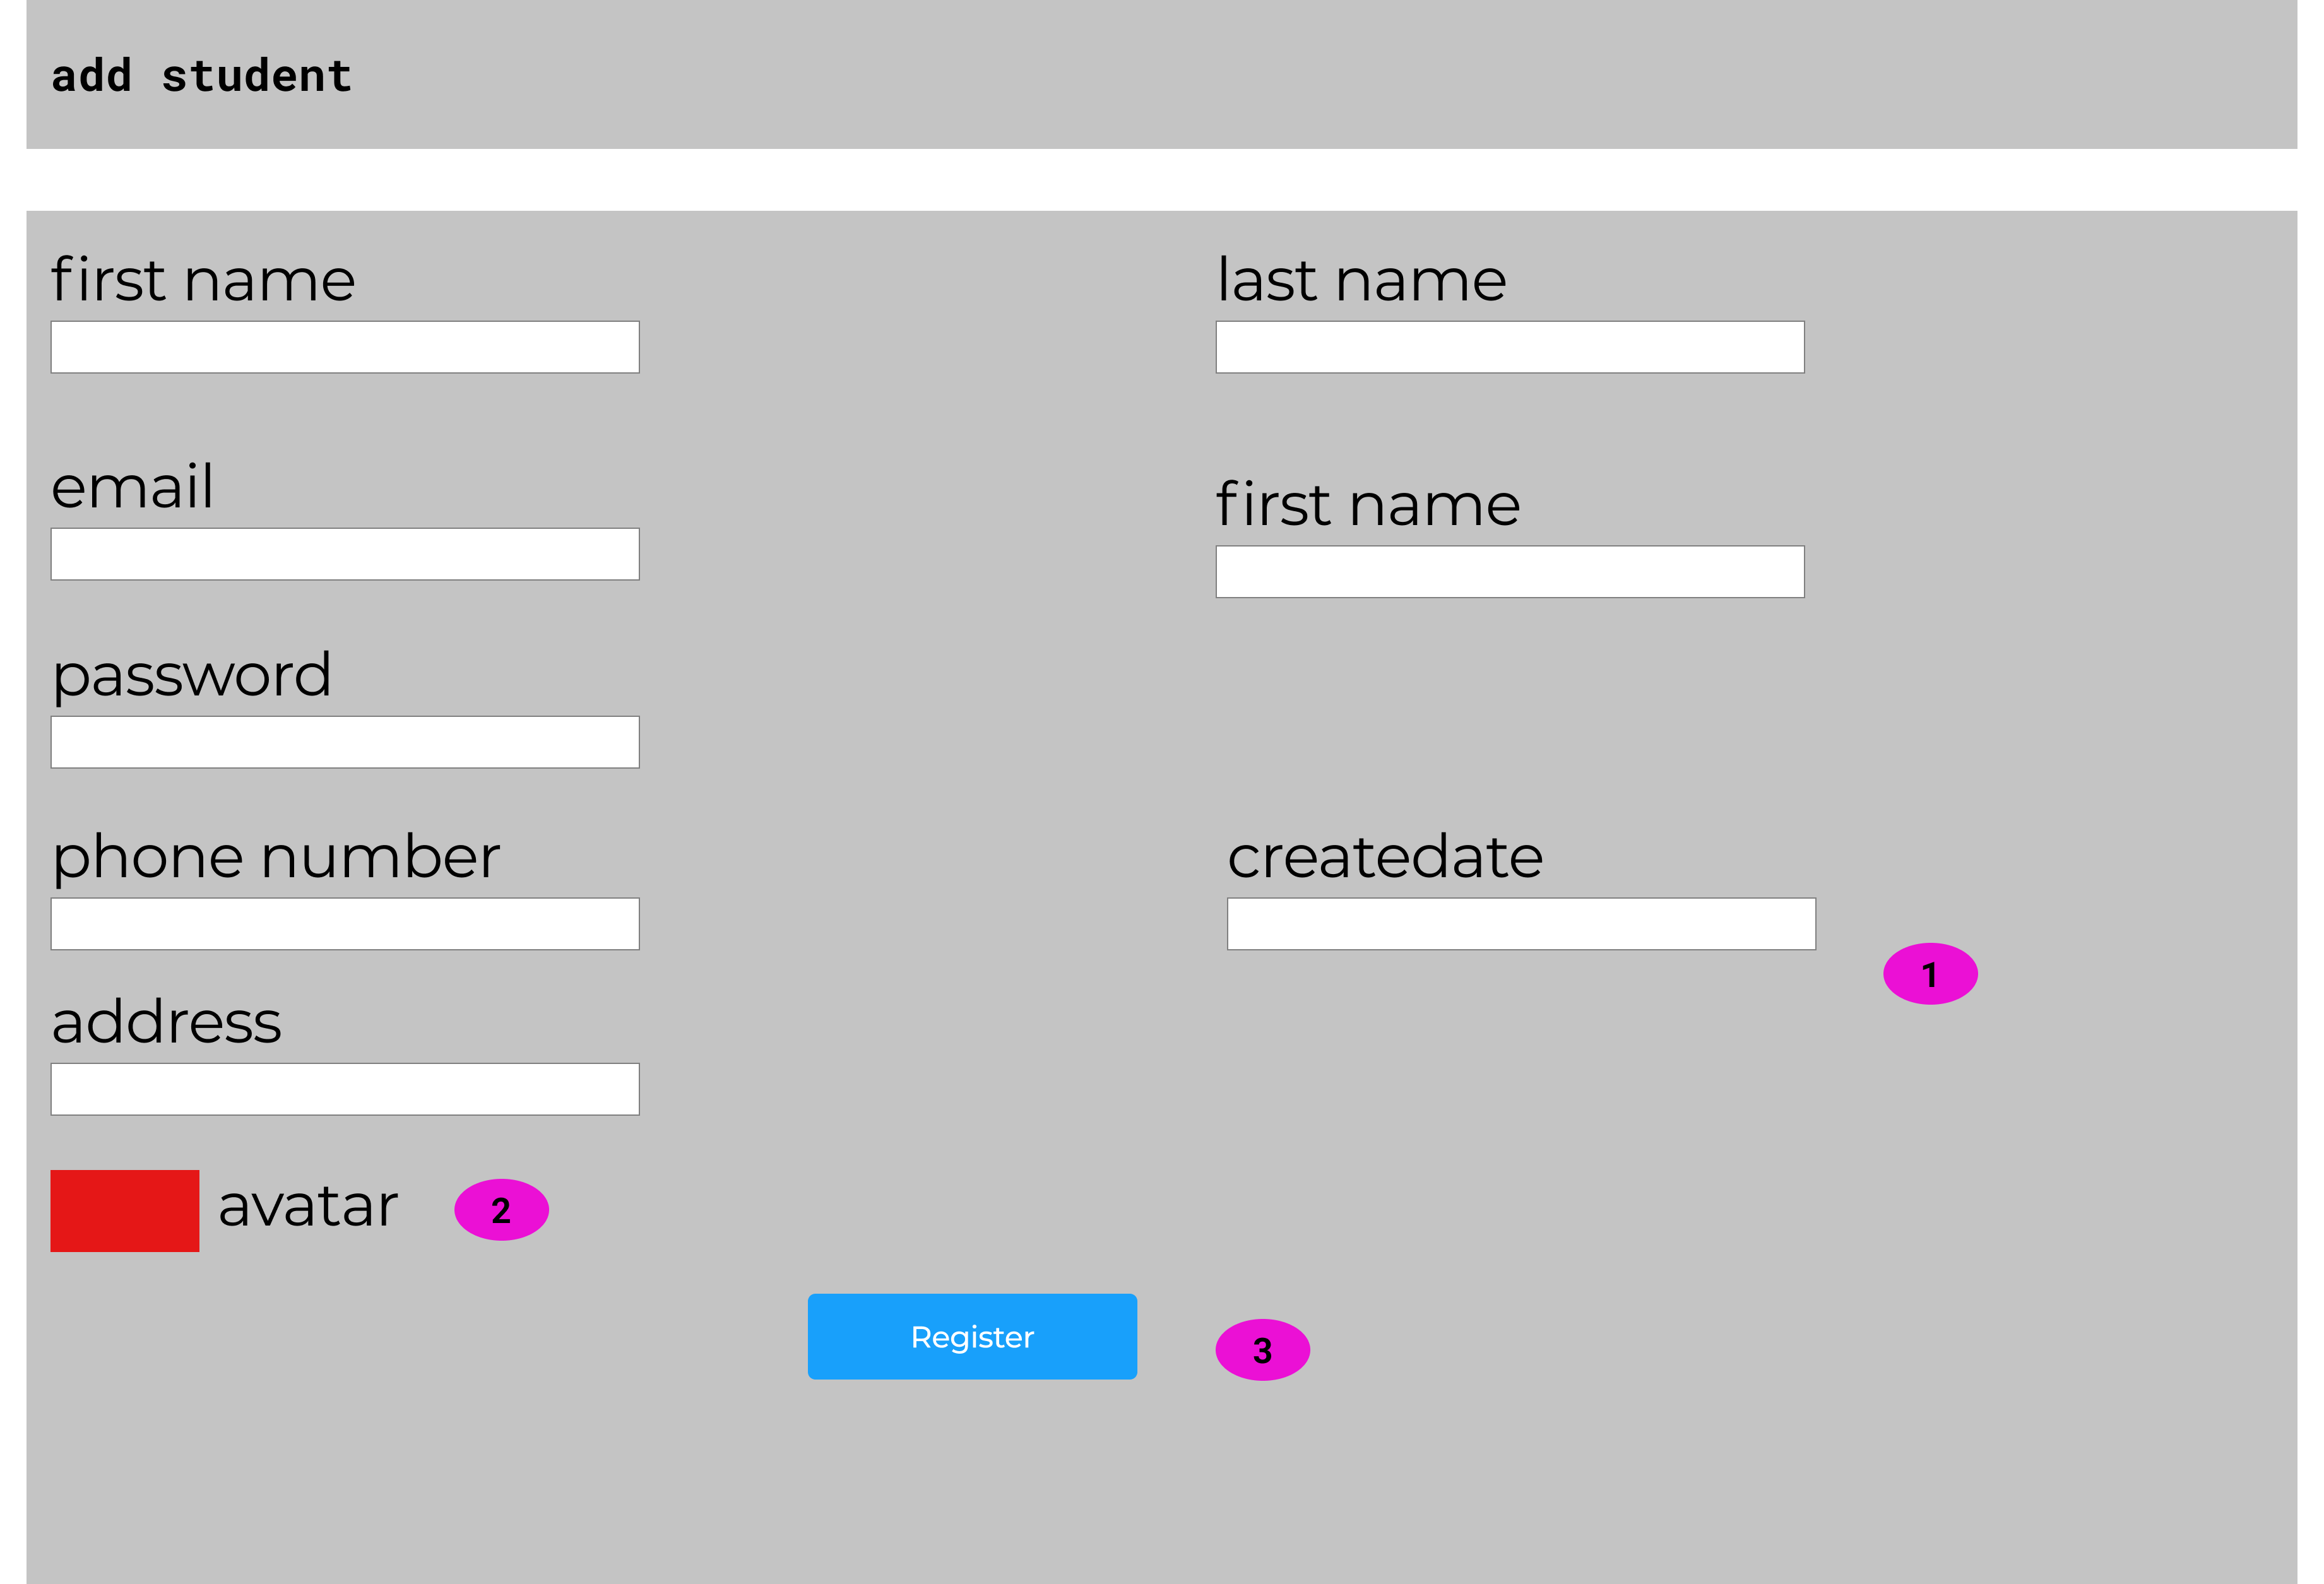 add student
first name
last name
email
first name
password
phone number
createdate
1
address
avatar
2
Register
3